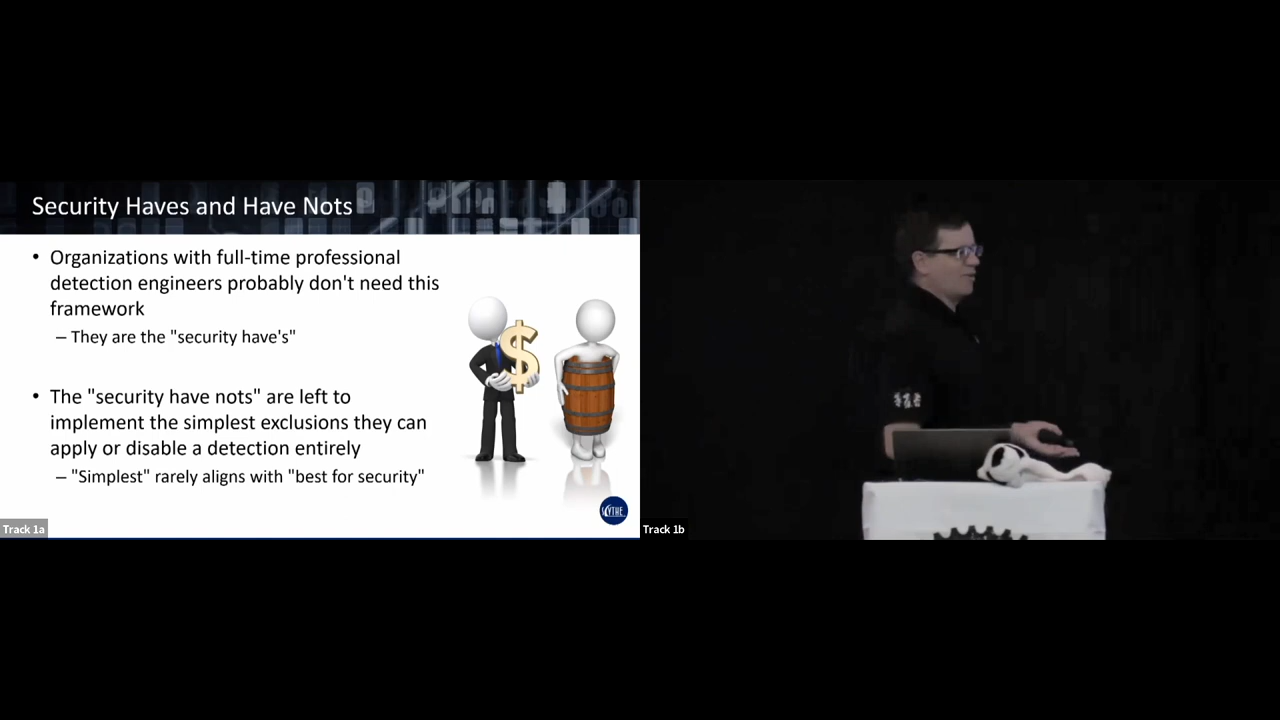 Security Haves and Have Nots
• Organizations with full-time professional
detection engineers probably don't need this
framework
– They are the "security have's"
• The "security have nots" are left to
implement the simplest exclusions they can
apply or disable a detection entirely
– "Simplest" rarely aligns with "best for security"
SCYTHE
Track 1a
Track 1b